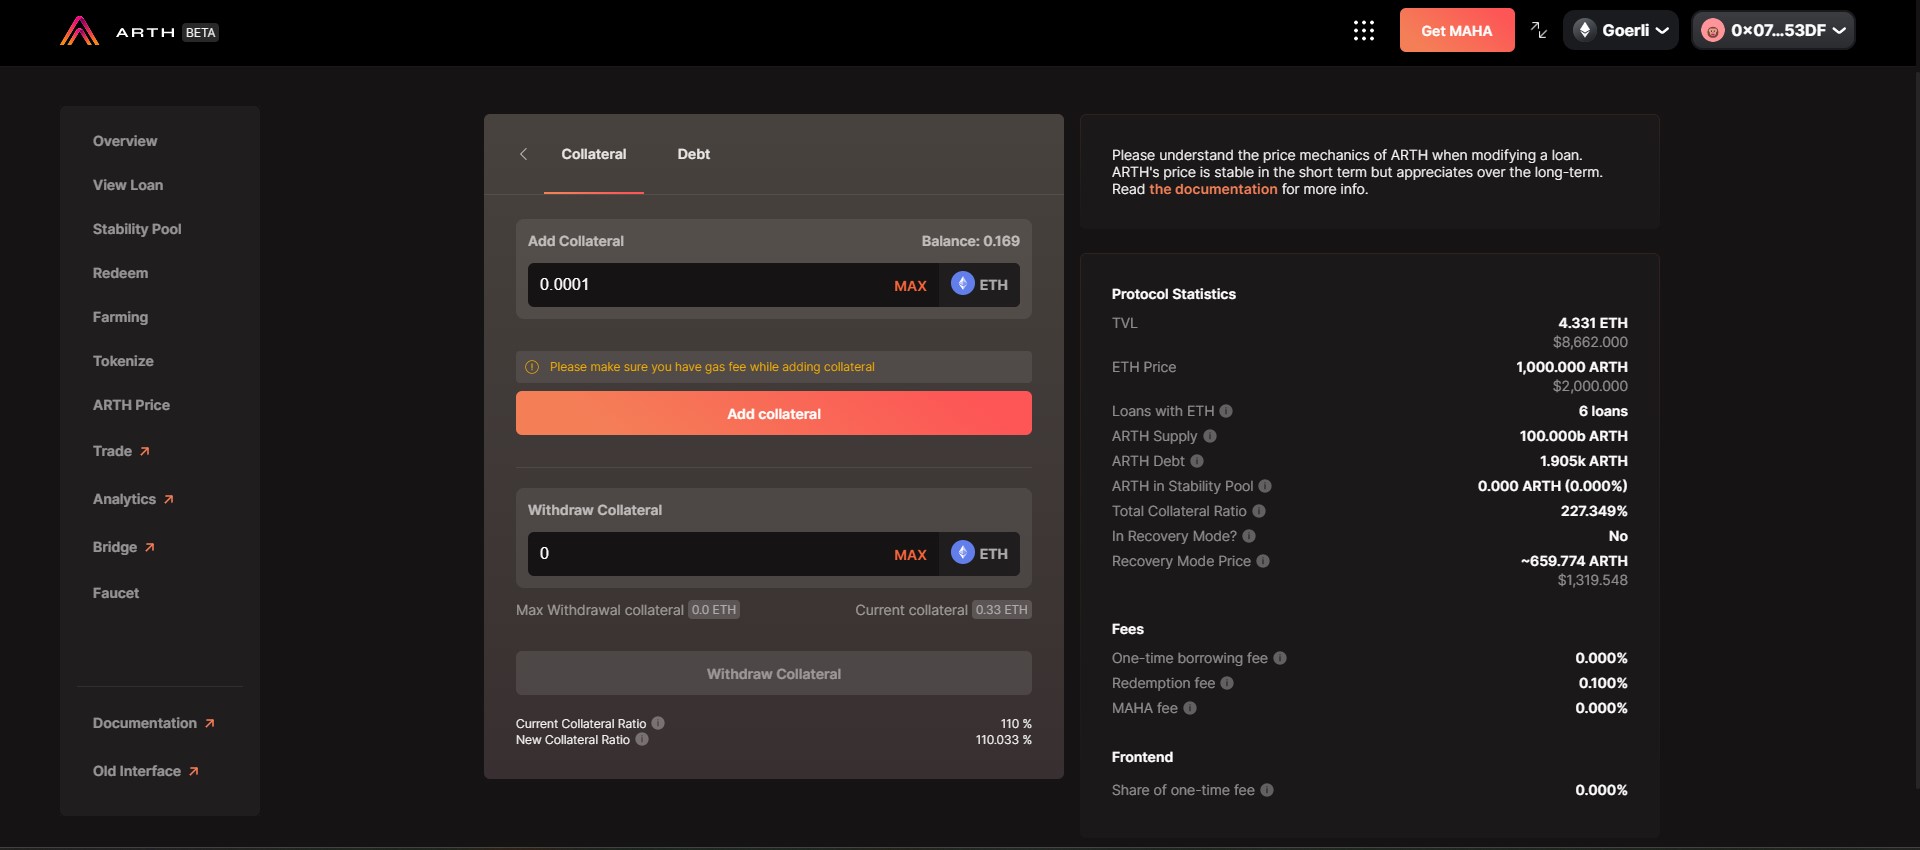 ARTH BETA
Get MAHA
Goerli
0x07...53DF
Overview
View Loan
Stability Pool
Redeem
Farming
Tokenize
ARTH Price
Trade
Analytics
Bridge
Faucet
Documentation
Old Interface
Collateral Debt
Add Collateral Balance: 0.169
0.0001 MAX ETH
Please make sure you have gas fee while adding collateral
Add collateral
Withdraw Collateral
0 MAX ETH
Max Withdrawal collateral 0.0 ETH Current collateral 0.33 ETH
Withdraw Collateral
Current Collateral Ratio 110 %
New Collateral Ratio 110.033 %
Please understand the price mechanics of ARTH when modifying a loan.
ARTH's price is stable in the short term but appreciates over the long-term.
Read the documentation for more info.
Protocol Statistics
TVL 4.331 ETH
$8,662.000
ETH Price 1,000.000 ARTH
$2,000.000
Loans with ETH 6 loans
ARTH Supply 100.000b ARTH
ARTH Debt 1.905k ARTH
ARTH in Stability Pool 0.000 ARTH (0.000%)
Total Collateral Ratio 227.349%
In Recovery Mode? No
Recovery Mode Price ~659.774 ARTH
$1,319.548
Fees
One-time borrowing fee 0.000%
Redemption fee 0.100%
MAHA fee 0.000%
Frontend
Share of one-time fee 0.000%